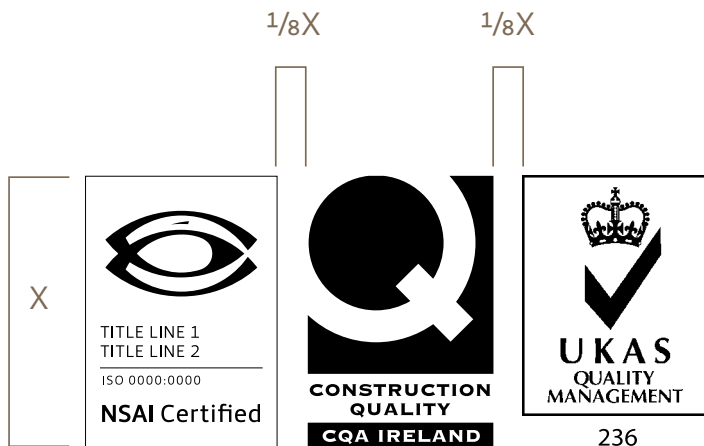 1/8X
1/8X
X
TITLE LINE 1
TITLE LINE 2
ISO 0000:0000
NSAI Certified
CONSTRUCTION
QUALITY
CQA IRELAND
UKAS
QUALITY
MANAGEMENT
236